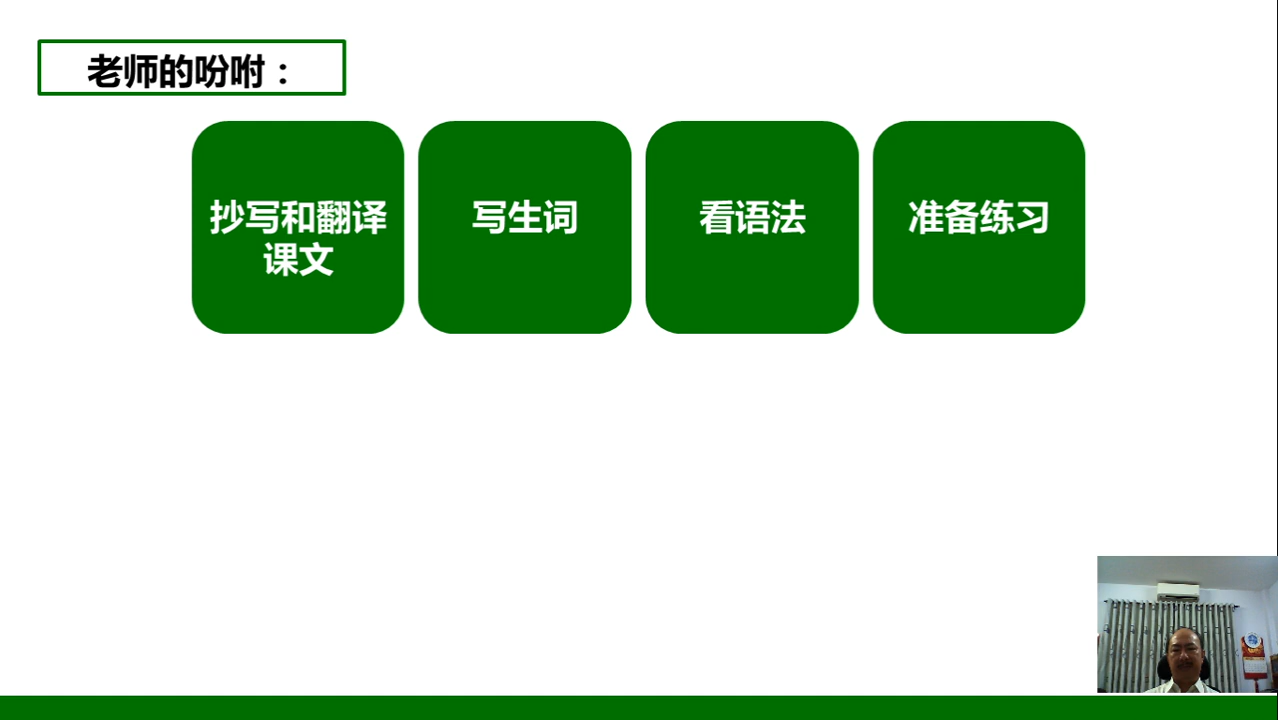 老师的吩咐：
抄写和翻译
课文
写生词
看语法
准备练习